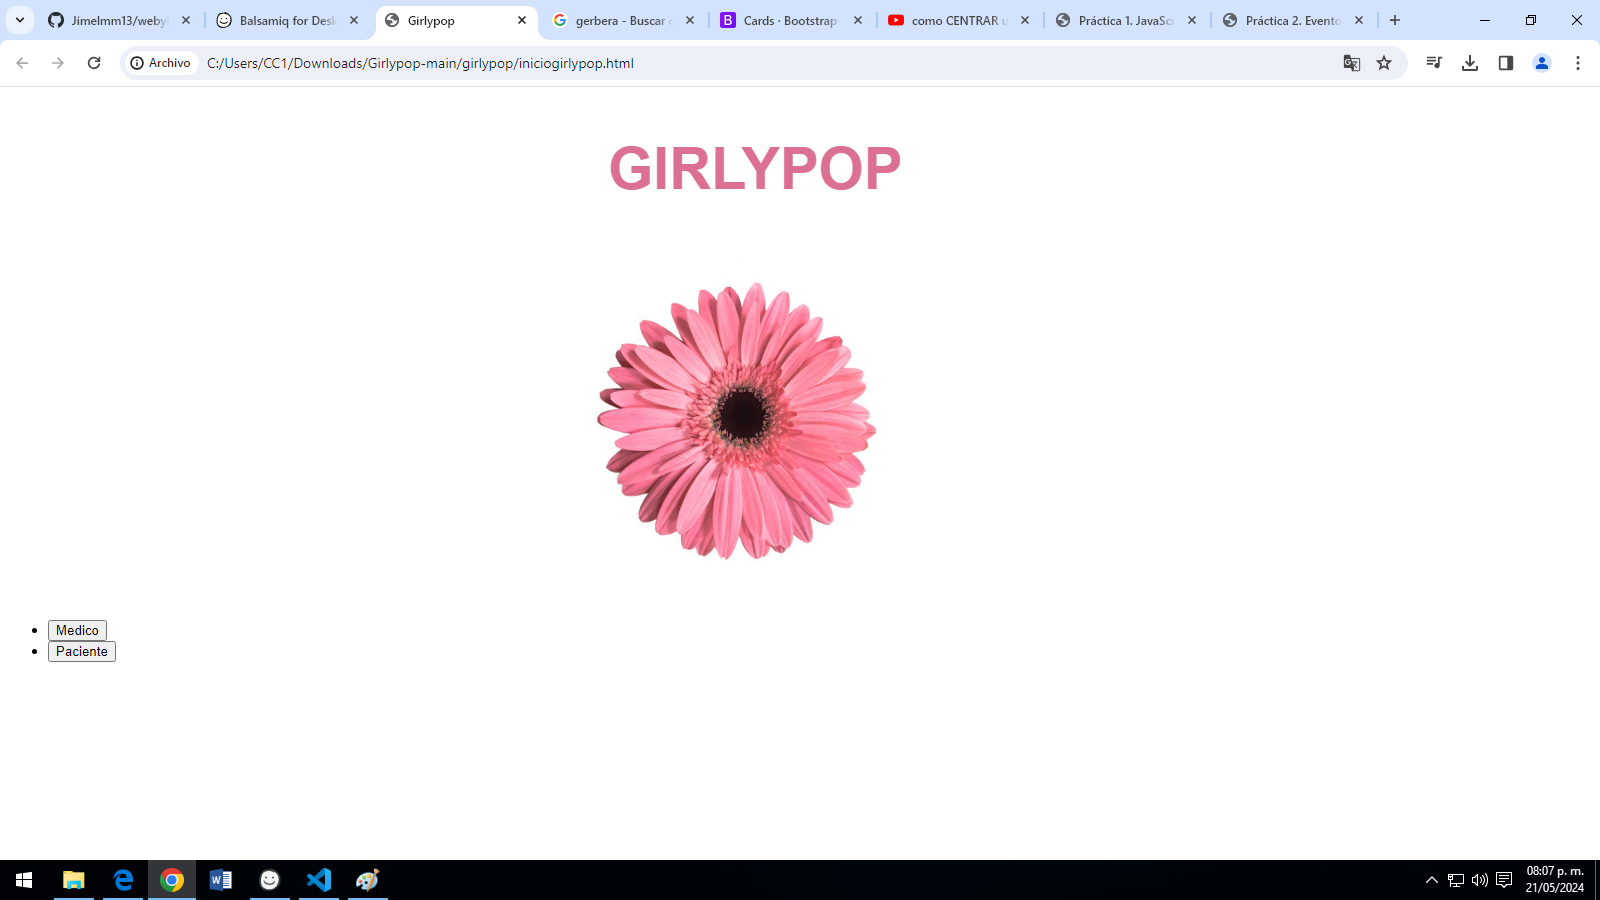 Jimelmm13/weby
Balsamiq for Desk
Girlypop
gerbera - Buscar
Cards · Bootstrap
como CENTRAR u
Práctica 1. JavaScr
Práctica 2. Evento
Archivo
C:/Users/CC1/Downloads/Girlypop-main/girlypop/iniciogirlypop.html
GIRLYPOP
Medico
Paciente
08:07 p. m.
21/05/2024